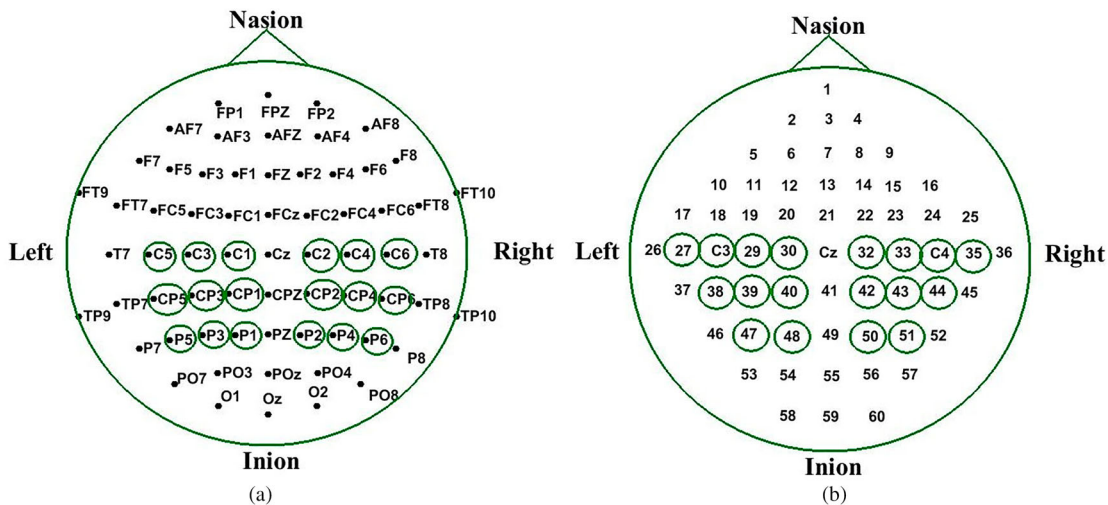 Nasion
FP1 FPZ FP2
AF7 AF3 AFZ AF4 AF8
F7 F5 F3 F1 FZ F2 F4 F6 F8
FT9 FT7 FC5 FC3 FC1 FCz FC2 FC4 FC6 FT8 FT10
Left T7 C5 C3 C1 Cz C2 C4 C6 T8 Right
TP9 TP7 CP5 CP3 CP1 CPZ CP2 CP4 CP6 TP8 TP10
P7 P5 P3 P1 PZ P2 P4 P6 P8
PO7 PO3 POz PO4 PO8
O1 Oz O2
Inion
(a)
Nasion
1
2 3 4
5 6 7 8 9
10 11 12 13 14 15 16
17 18 19 20 21 22 23 24 25
Left 26 27 C3 29 30 Cz 32 33 C4 35 36 Right
37 38 39 40 41 42 43 44 45
46 47 48 49 50 51 52
53 54 55 56 57
58 59 60
Inion
(b)